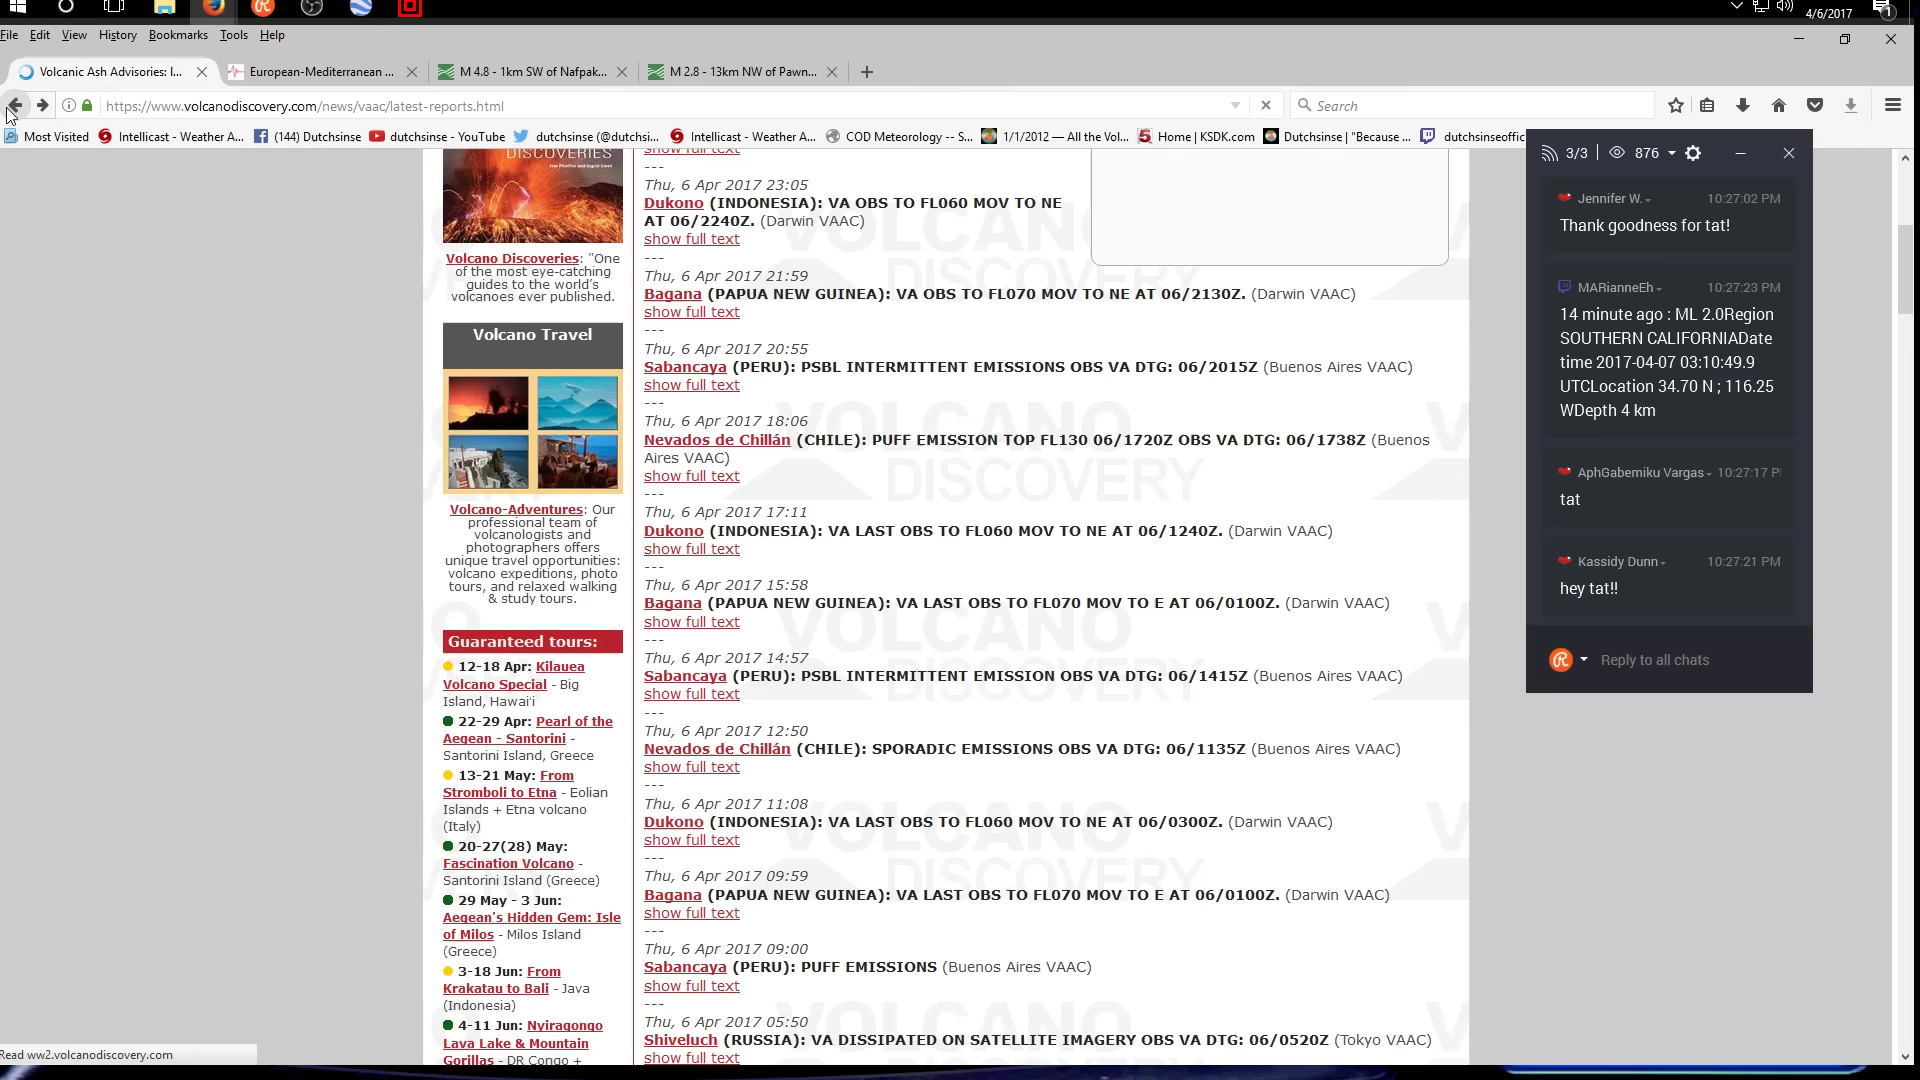 4/6/2017
1
File Edit View History Bookmarks Tools Help
Volcanic Ash Advisories: l...
European-Mediterranean ...
M 4.8 - 1km SW of Nafpak...
M 2.8 - 13km NW of Pawn...
https://www.volcanodiscovery.com/news/vaac/latest-reports.html
Search
Most Visited
Intellicast - Weather A...
(144) Dutchsinse
dutchsinse - YouTube
dutchsinse (@dutchsi...
Intellicast - Weather A...
COD Meteorology -- S...
1/1/2012 — All the Vol...
Home | KSDK.com
Dutchsinse | "Because ...
dutchsinseoffic
DISCOVERIES
Volcano Discoveries: "One
of the most eye-catching
guides to the world's
volcanoes ever published.
Volcano Travel
Volcano-Adventures: Our
professional team of
volcanologists and
photographers offers
unique travel opportunities:
volcano expeditions, photo
tours, and relaxed walking
& study tours.
Guaranteed tours:
12-18 Apr: Kilauea
Volcano Special - Big
Island, Hawai'i
22-29 Apr: Pearl of the
Aegean - Santorini -
Santorini Island, Greece
13-21 May: From
Stromboli to Etna - Eolian
Islands + Etna volcano
(Italy)
20-27(28) May:
Fascination Volcano -
Santorini Island (Greece)
29 May - 3 Jun:
Aegean's Hidden Gem: Isle
of Milos - Milos Island
(Greece)
3-18 Jun: From
Krakatau to Bali - Java
(Indonesia)
4-11 Jun: Nyiragongo
Lava Lake & Mountain
Gorillas - DR Congo +
show full text
---
Thu, 6 Apr 2017 23:05
Dukono (INDONESIA): VA OBS TO FL060 MOV TO NE
AT 06/2240Z. (Darwin VAAC)
show full text
---
Thu, 6 Apr 2017 21:59
Bagana (PAPUA NEW GUINEA): VA OBS TO FL070 MOV TO NE AT 06/2130Z. (Darwin VAAC)
show full text
---
Thu, 6 Apr 2017 20:55
Sabancaya (PERU): PSBL INTERMITTENT EMISSIONS OBS VA DTG: 06/2015Z (Buenos Aires VAAC)
show full text
---
Thu, 6 Apr 2017 18:06
Nevados de Chillán (CHILE): PUFF EMISSION TOP FL130 06/1720Z OBS VA DTG: 06/1738Z (Buenos
Aires VAAC)
show full text
---
Thu, 6 Apr 2017 17:11
Dukono (INDONESIA): VA LAST OBS TO FL060 MOV TO NE AT 06/1240Z. (Darwin VAAC)
show full text
---
Thu, 6 Apr 2017 15:58
Bagana (PAPUA NEW GUINEA): VA LAST OBS TO FL070 MOV TO E AT 06/0100Z. (Darwin VAAC)
show full text
---
Thu, 6 Apr 2017 14:57
Sabancaya (PERU): PSBL INTERMITTENT EMISSION OBS VA DTG: 06/1415Z (Buenos Aires VAAC)
show full text
---
Thu, 6 Apr 2017 12:50
Nevados de Chillán (CHILE): SPORADIC EMISSIONS OBS VA DTG: 06/1135Z (Buenos Aires VAAC)
show full text
---
Thu, 6 Apr 2017 11:08
Dukono (INDONESIA): VA LAST OBS TO FL060 MOV TO NE AT 06/0300Z. (Darwin VAAC)
show full text
---
Thu, 6 Apr 2017 09:59
Bagana (PAPUA NEW GUINEA): VA LAST OBS TO FL070 MOV TO E AT 06/0100Z. (Darwin VAAC)
show full text
---
Thu, 6 Apr 2017 09:00
Sabancaya (PERU): PUFF EMISSIONS (Buenos Aires VAAC)
show full text
---
Thu, 6 Apr 2017 05:50
Shiveluch (RUSSIA): VA DISSIPATED ON SATELLITE IMAGERY OBS VA DTG: 06/0520Z (Tokyo VAAC)
show full text
VOLCANO
DISCOVERY
3/3 876
Jennifer W. 10:27:02 PM
Thank goodness for tat!
MARianneEh 10:27:23 PM
14 minute ago : ML 2.0Region
SOUTHERN CALIFORNIADate
time 2017-04-07 03:10:49.9
UTCLocation 34.70 N ; 116.25
WDepth 4 km
AphGabemiku Vargas 10:27:17
tat
Kassidy Dunn 10:27:21 PM
hey tat!!
Reply to all chats
Read ww2.volcanodiscovery.com